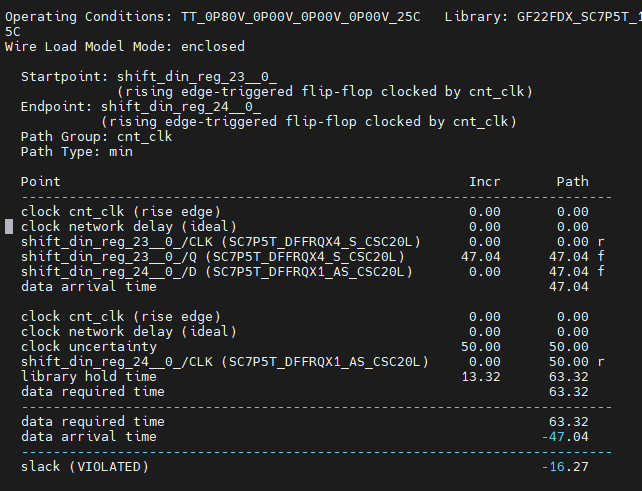 Operating Conditions: TT_0P80V_0P00V_0P00V_0P00V_25C   Library: GF22FDX_SC7P5T_1
5C
Wire Load Model Mode: enclosed
Startpoint: shift_din_reg_23__0_
(rising edge-triggered flip-flop clocked by cnt_clk)
Endpoint: shift_din_reg_24__0_
(rising edge-triggered flip-flop clocked by cnt_clk)
Path Group: cnt_clk
Path Type: min
Point                                                   Incr       Path
--------------------------------------------------------------------------
clock cnt_clk (rise edge)                               0.00       0.00
clock network delay (ideal)                             0.00       0.00
shift_din_reg_23__0_/CLK (SC7P5T_DFFRQX4_S_CSC20L)      0.00       0.00 r
shift_din_reg_23__0_/Q (SC7P5T_DFFRQX4_S_CSC20L)       47.04      47.04 f
shift_din_reg_24__0_/D (SC7P5T_DFFRQX1_AS_CSC20L)       0.00      47.04 f
data arrival time                                                 47.04
clock cnt_clk (rise edge)                               0.00       0.00
clock network delay (ideal)                             0.00       0.00
clock uncertainty                                      50.00      50.00
shift_din_reg_24__0_/CLK (SC7P5T_DFFRQX1_AS_CSC20L)     0.00      50.00 r
library hold time                                      13.32      63.32
data required time                                                63.32
--------------------------------------------------------------------------
data required time                                                63.32
data arrival time                                                -47.04
--------------------------------------------------------------------------
slack (VIOLATED)                                                 -16.27